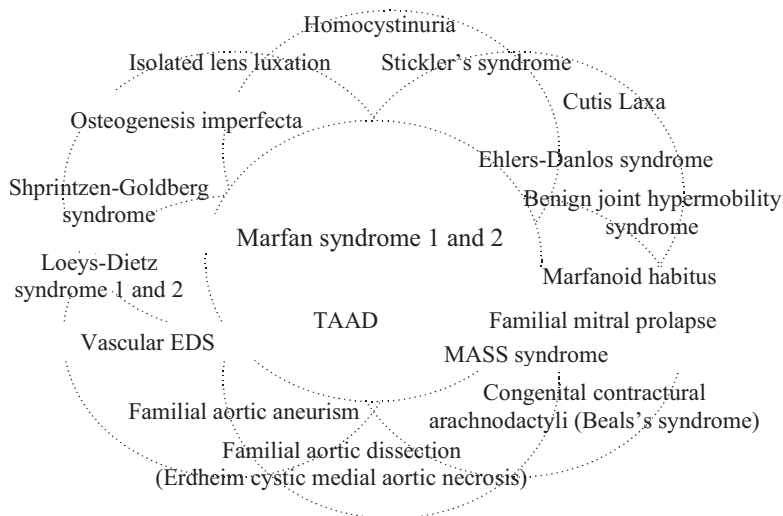 Homocystinuria
Isolated lens luxation
Stickler's syndrome
Cutis Laxa
Osteogenesis imperfecta
Ehlers-Danlos syndrome
Shprintzen-Goldberg
syndrome
Benign joint hypermobility
syndrome
Marfan syndrome 1 and 2
Loeys-Dietz
syndrome 1 and 2
Marfanoid habitus
TAAD
Familial mitral prolapse
Vascular EDS
MASS syndrome
Congenital contractural
arachnodactyli (Beals's syndrome)
Familial aortic aneurism
Familial aortic dissection
(Erdheim cystic medial aortic necrosis)